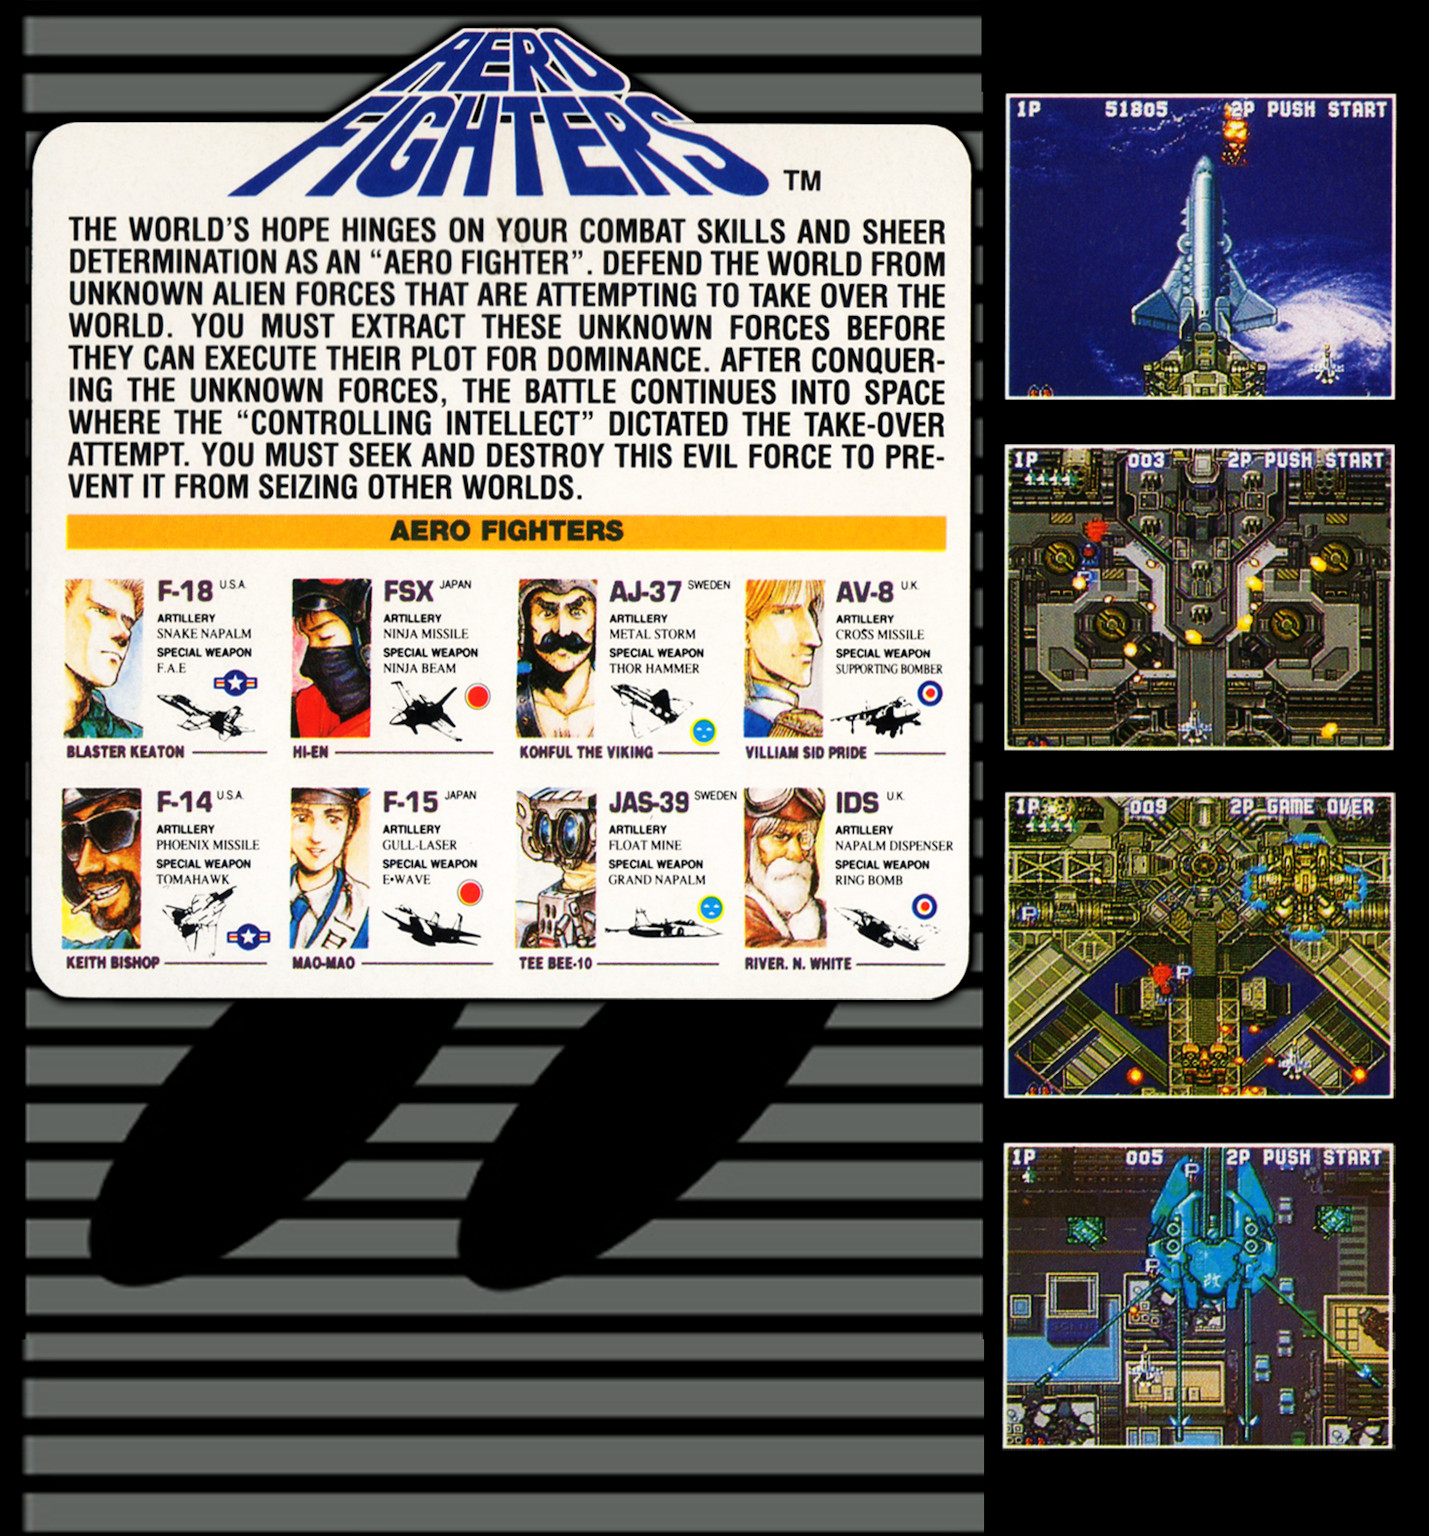 AERO
FIGHTERS
TM
THE WORLD'S HOPE HINGES ON YOUR COMBAT SKILLS AND SHEER
DETERMINATION AS AN “AERO FIGHTER”. DEFEND THE WORLD FROM
UNKNOWN ALIEN FORCES THAT ARE ATTEMPTING TO TAKE OVER THE
WORLD. YOU MUST EXTRACT THESE UNKNOWN FORCES BEFORE
THEY CAN EXECUTE THEIR PLOT FOR DOMINANCE. AFTER CONQUER-
ING THE UNKNOWN FORCES, THE BATTLE CONTINUES INTO SPACE
WHERE THE “CONTROLLING INTELLECT” DICTATED THE TAKE-OVER
ATTEMPT. YOU MUST SEEK AND DESTROY THIS EVIL FORCE TO PRE-
VENT IT FROM SEIZING OTHER WORLDS.
AERO FIGHTERS
F-18 U.S.A.
ARTILLERY
SNAKE NAPALM
SPECIAL WEAPON
F.A.E
BLASTER KEATON
FSX JAPAN
ARTILLERY
NINJA MISSILE
SPECIAL WEAPON
NINJA BEAM
HI-EN
AJ-37 SWEDEN
ARTILLERY
METAL STORM
SPECIAL WEAPON
THOR HAMMER
KOHFUL THE VIKING
AV-8 U.K.
ARTILLERY
CROSS MISSILE
SPECIAL WEAPON
SUPPORTING BOMBER
VILLIAM SID PRIDE
F-14 U.S.A.
ARTILLERY
PHOENIX MISSILE
SPECIAL WEAPON
TOMAHAWK
KEITH BISHOP
F-15 JAPAN
ARTILLERY
GULL-LASER
SPECIAL WEAPON
E•WAVE
MAO-MAO
JAS-39 SWEDEN
ARTILLERY
FLOAT MINE
SPECIAL WEAPON
GRAND NAPALM
TEE BEE-10
IDS U.K.
ARTILLERY
NAPALM DISPENSER
SPECIAL WEAPON
RING BOMB
RIVER. N. WHITE
1P 51805 2P PUSH START
1P 003 2P PUSH START
P
1P 009 2P GAME OVER
P
P
1P 005 2P PUSH START
P
P
改